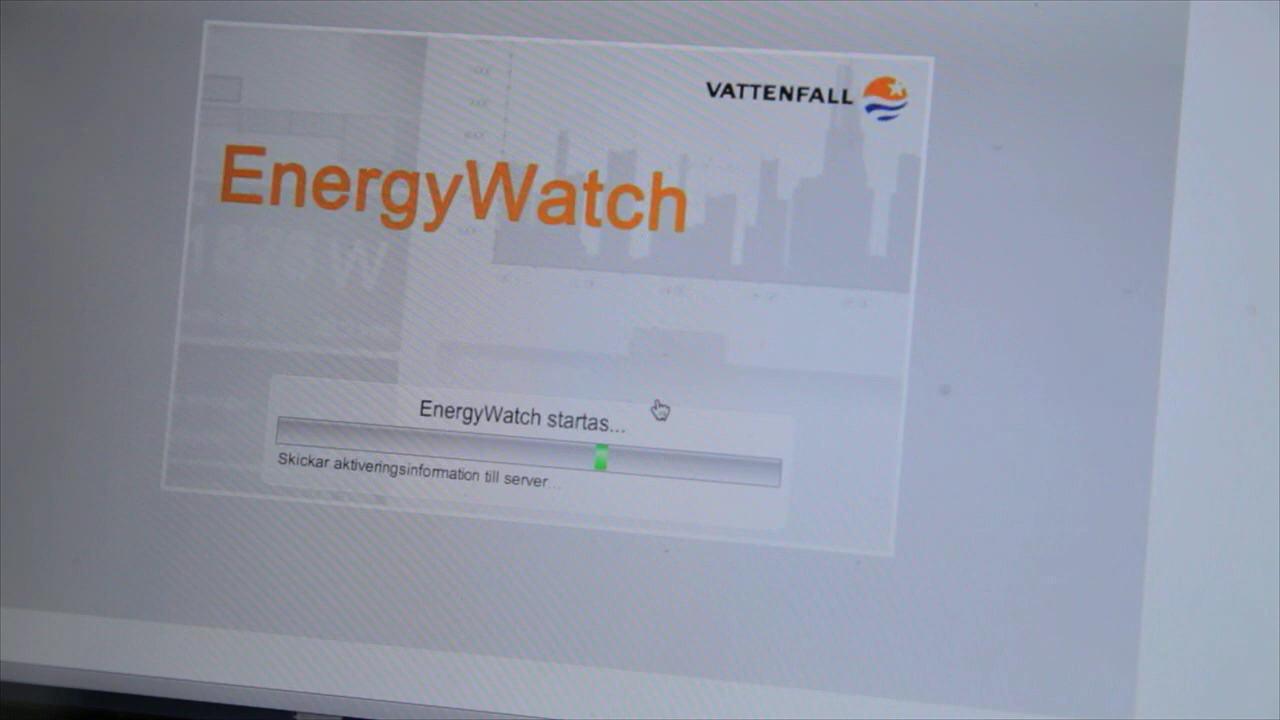 VATTENFALL
EnergyWatch
EnergyWatch startas...
Skickar aktiveringsinformation till server...